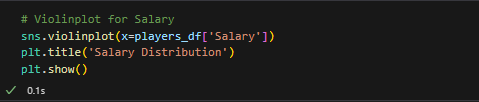 # Violinplot for Salary
sns.violinplot(x=players_df['Salary'])
plt.title('Salary Distribution')
plt.show()
0.1s